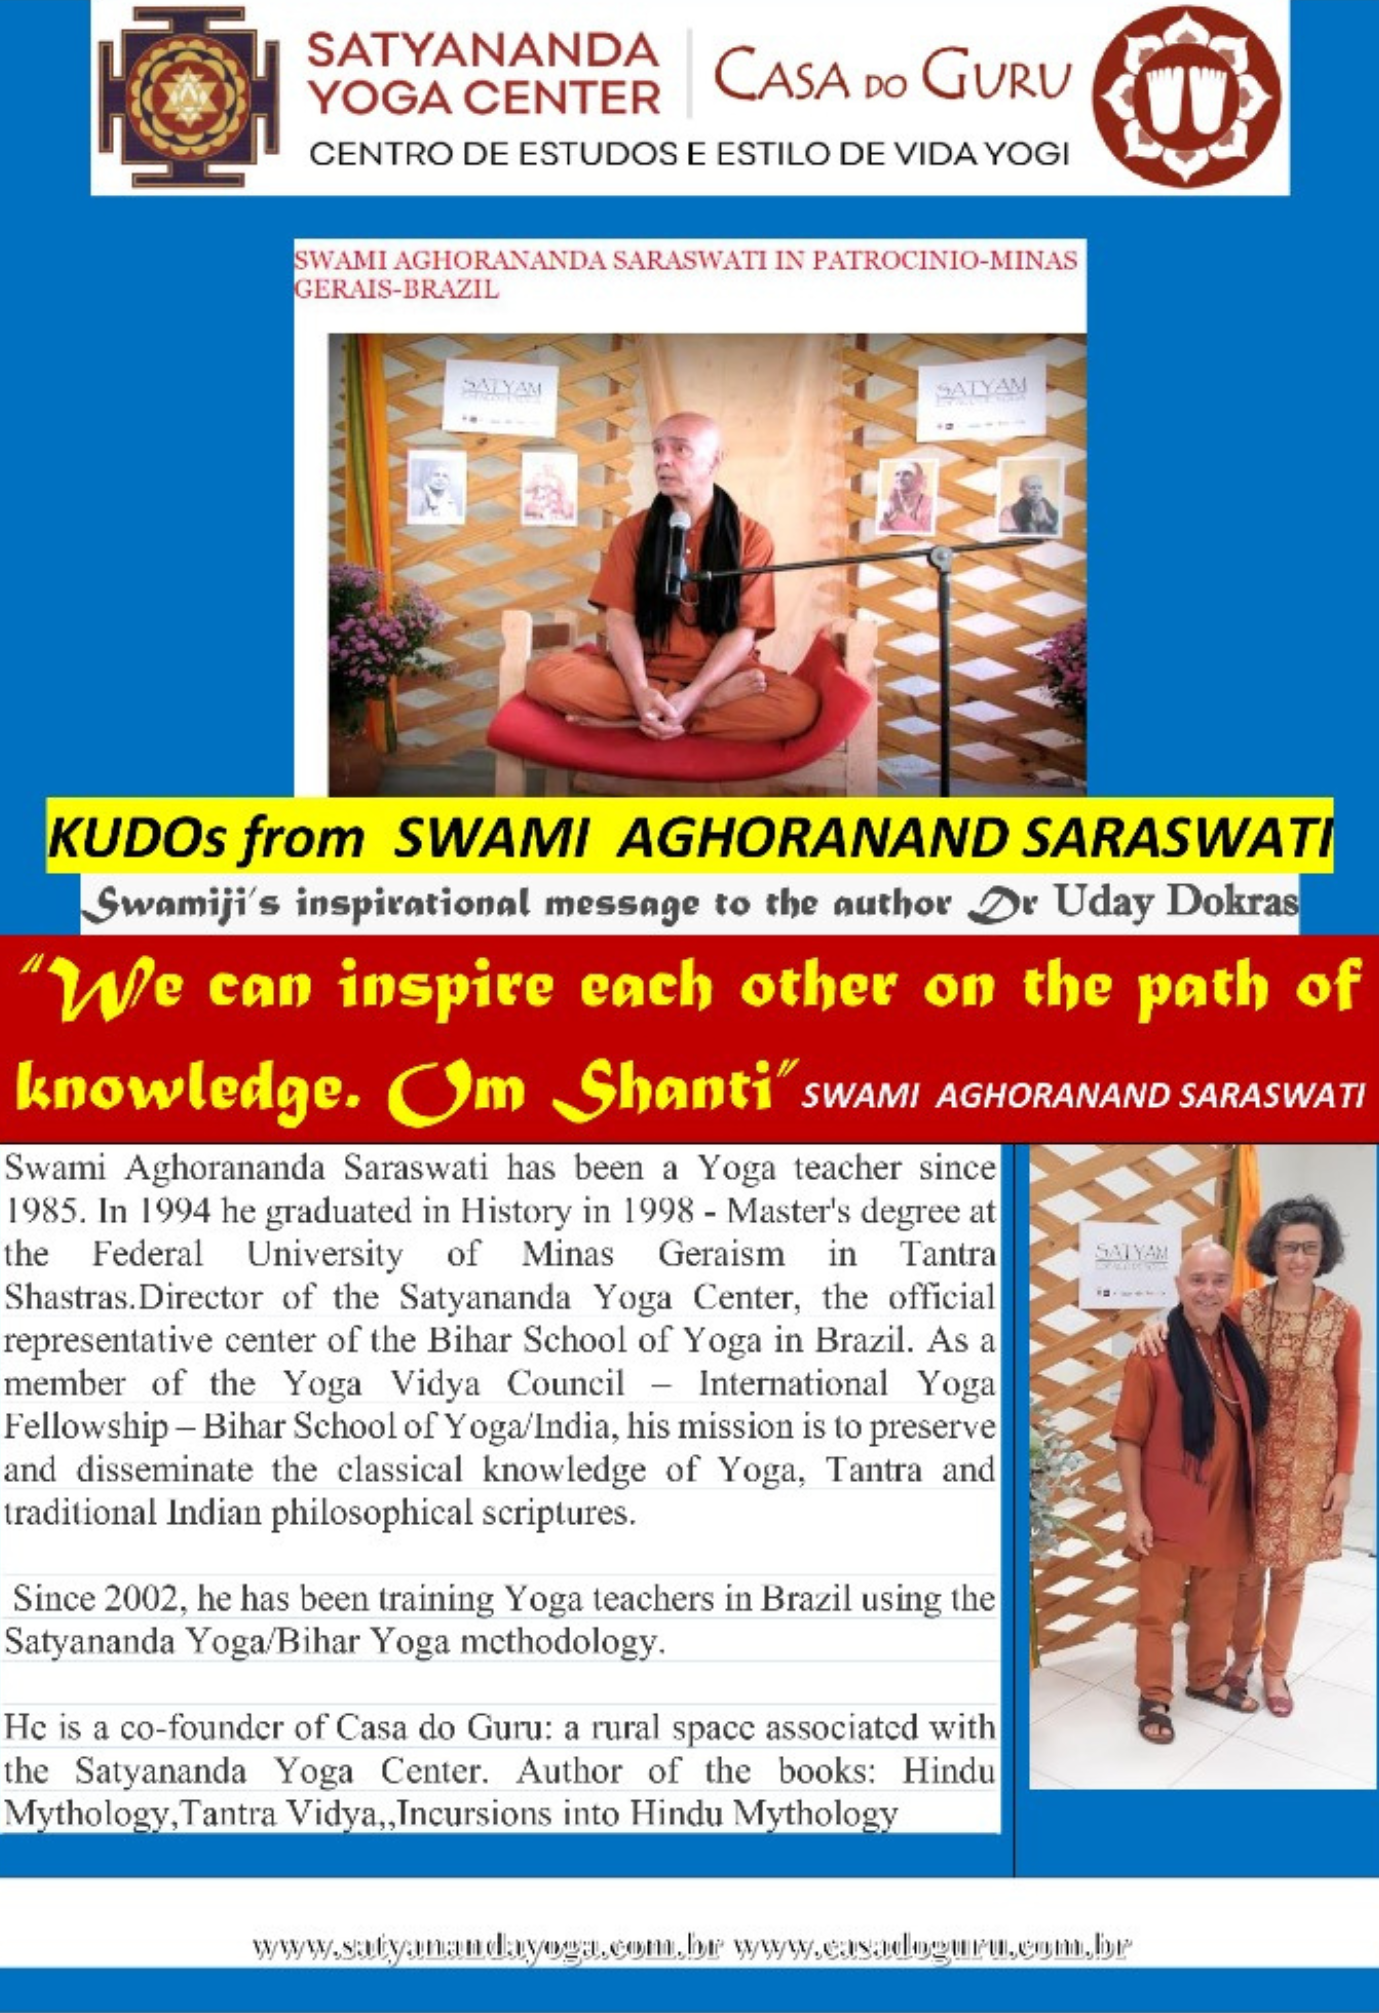 SATYANANDA
YOGA CENTER
CASA DO GURU
CENTRO DE ESTUDOS E ESTILO DE VIDA YOGI
SWAMI AGHORANANDA SARASWATI IN PATROCINIO-MINAS
GERAIS-BRAZIL
SATYAM
SATYAM
KUDOs from SWAMI AGHORANAND SARASWATI
Swamiji's inspirational message to the author Dr Uday Dokras
"We can inspire each other on the path of
knowledge. Om Shanti" SWAMI AGHORANAND SARASWATI
Swami Aghorananda Saraswati has been a Yoga teacher since
1985. In 1994 he graduated in History in 1998 - Master's degree at
the Federal University of Minas Geraism in Tantra
Shastras.Director of the Satyananda Yoga Center, the official
representative center of the Bihar School of Yoga in Brazil. As a
member of the Yoga Vidya Council – International Yoga
Fellowship – Bihar School of Yoga/India, his mission is to preserve
and disseminate the classical knowledge of Yoga, Tantra and
traditional Indian philosophical scriptures.
Since 2002, he has been training Yoga teachers in Brazil using the
Satyananda Yoga/Bihar Yoga methodology.
He is a co-founder of Casa do Guru: a rural space associated with
the Satyananda Yoga Center. Author of the books: Hindu
Mythology,Tantra Vidya,,Incursions into Hindu Mythology
SATYAM
www.satyanandayoga.com.br www.casadoguru.com.br